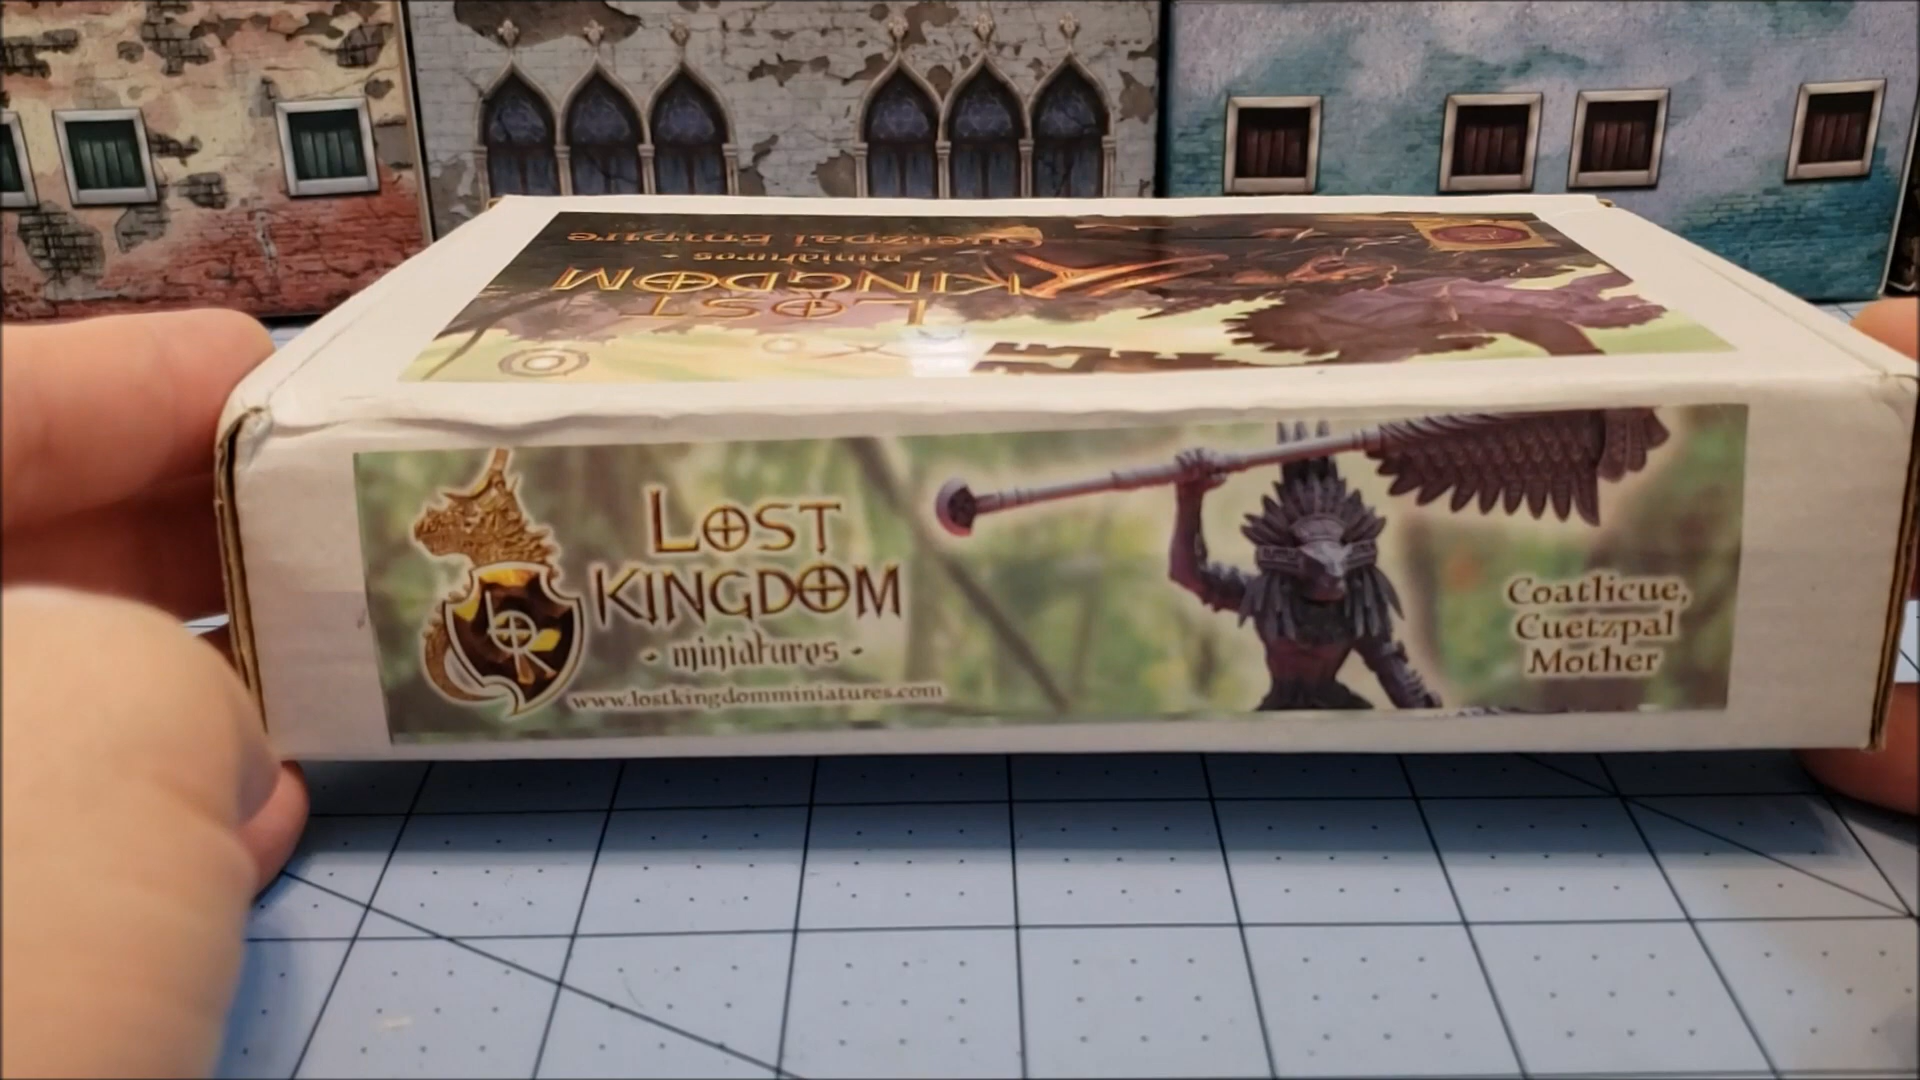 LOST
KINGDOM
• miniatures •
Cuetzpal Empire
LOST
KINGDOM
• miniatures •
www.lostkingdomminiatures.com
Coatlicue,
Cuetzpal
Mother